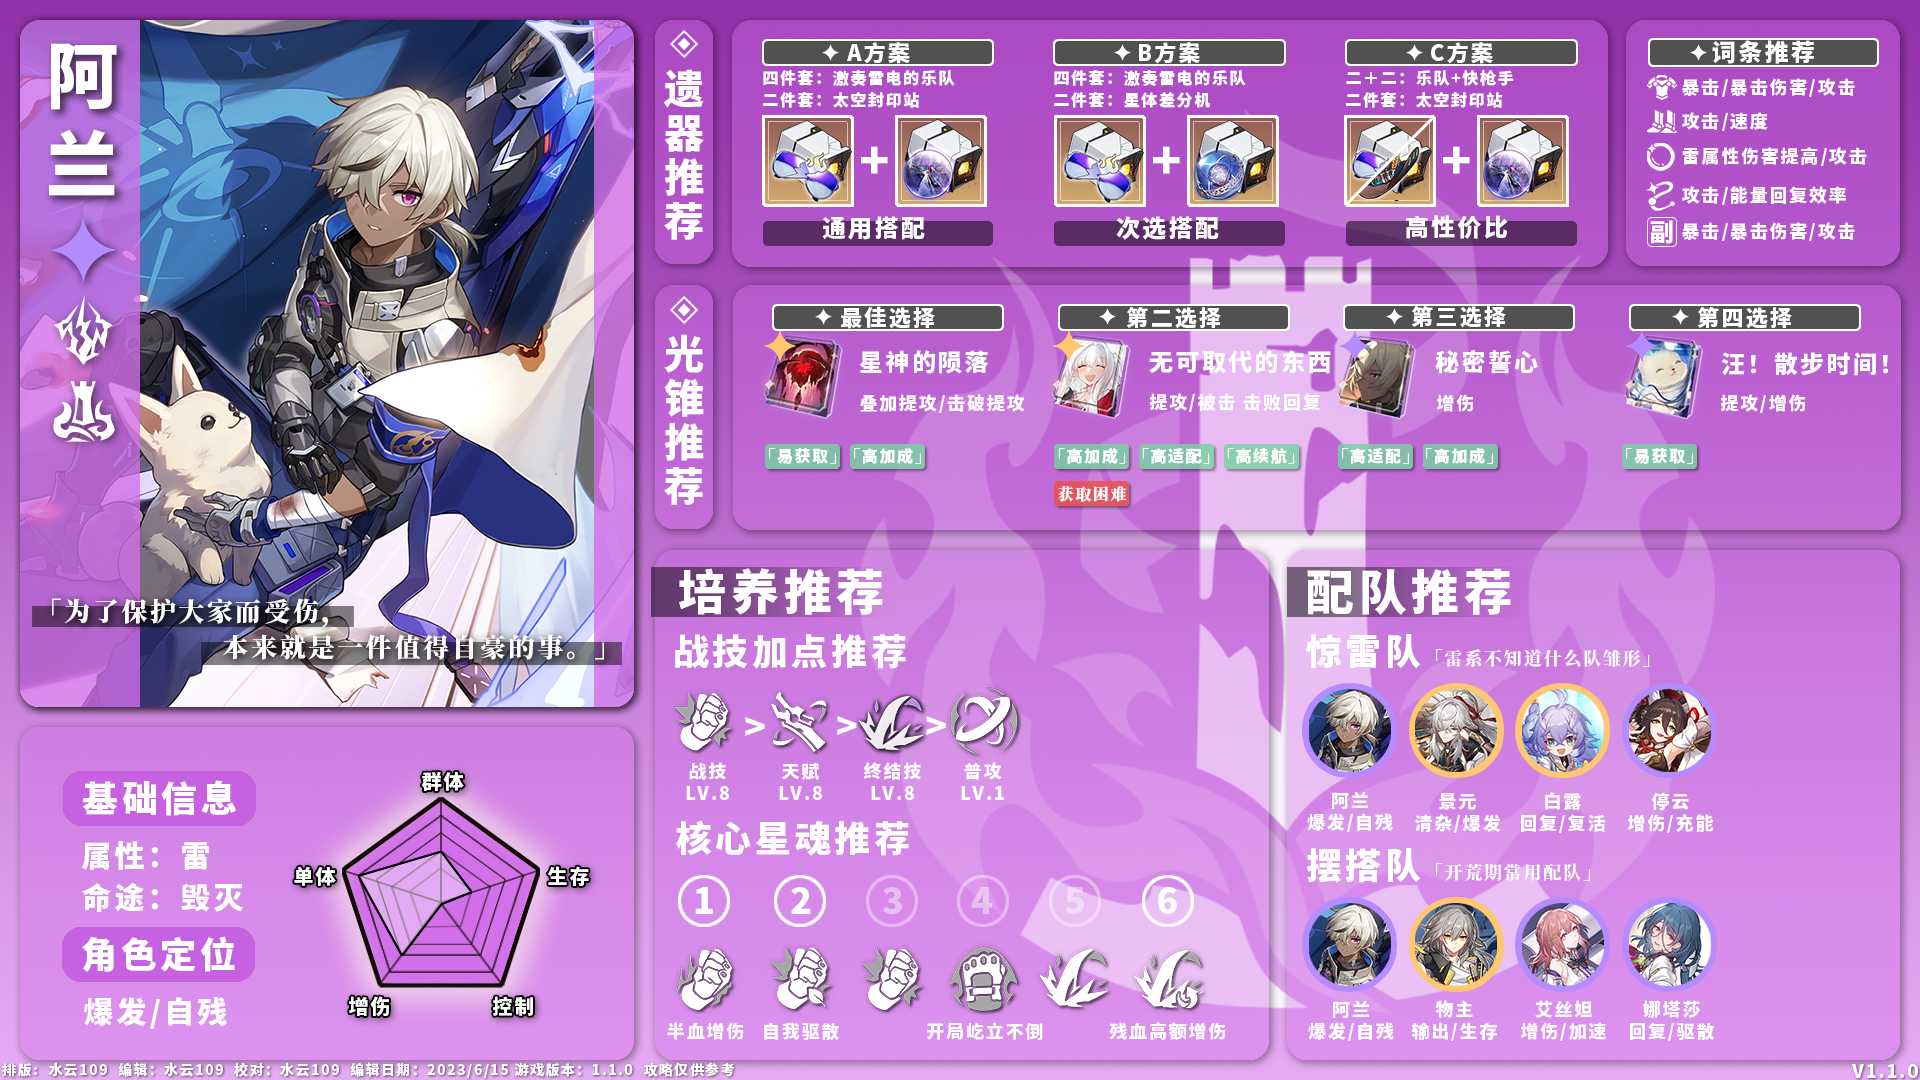 阿兰
「为了保护大家而受伤,
本来就是一件值得自豪的事。」
基础信息
属性：雷
命途：毁灭
角色定位
爆发/自残
群体
单体
生存
增伤
控制
遗器推荐
✦A方案
四件套：激奏雷电的乐队
二件套：太空封印站
+
通用搭配
✦B方案
四件套：激奏雷电的乐队
二件套：星体差分机
+
次选搭配
✦C方案
二+二：乐队+快枪手
二件套：太空封印站
+
高性价比
✦词条推荐
暴击/暴击伤害/攻击
攻击/速度
雷属性伤害提高/攻击
攻击/能量回复效率
副 暴击/暴击伤害/攻击
光锥推荐
✦最佳选择
星神的陨落
叠加提攻/击破提攻
「易获取」 「高加成」
✦第二选择
无可取代的东西
提攻/被击 击败回复
「高加成」 「高适配」 「高续航」
获取困难
✦第三选择
秘密誓心
增伤
「高适配」 「高加成」
✦第四选择
汪！散步时间！
提攻/增伤
「易获取」
培养推荐
战技加点推荐
> > >
战技 天赋 终结技 普攻
LV.8 LV.8 LV.8 LV.1
核心星魂推荐
1 2 3 4 5 6
半血增伤 自我驱散 开局屹立不倒 残血高额增伤
配队推荐
惊雷队「雷系不知道什么队雏形」
阿兰 景元 白露 停云
爆发/自残 清杂/爆发 回复/复活 增伤/充能
摆搭队「开荒期常用配队」
阿兰 物主 艾丝妲 娜塔莎
爆发/自残 输出/生存 增伤/加速 回复/驱散
排版：水云109 编辑：水云109 校对：水云109 编辑日期：2023/6/15 游戏版本：1.1.0 攻略仅供参考
V1.1.0